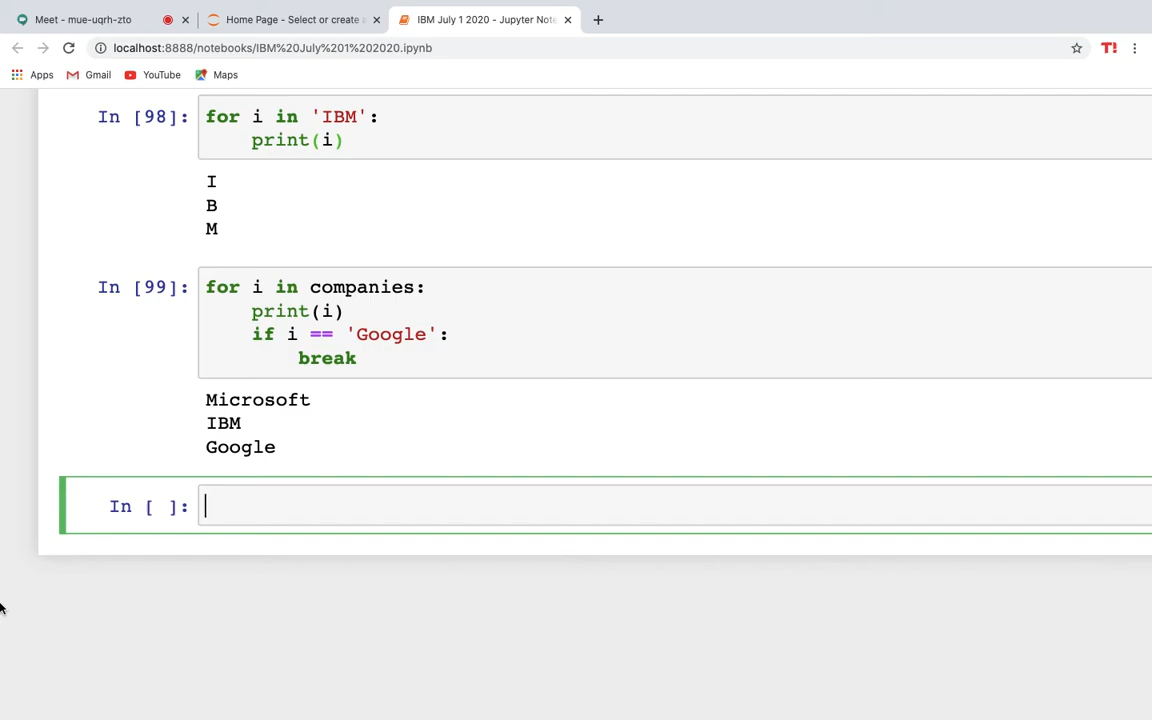 Meet - mue-uqrh-zto
Home Page - Select or create a
IBM July 1 2020 - Jupyter Note
localhost:8888/notebooks/IBM%20July%201%202020.ipynb
T!
Apps Gmail YouTube Maps
In [98]: for i in 'IBM':
print(i)
I
B
M
In [99]: for i in companies:
print(i)
if i == 'Google':
break
Microsoft
IBM
Google
In [ ]: